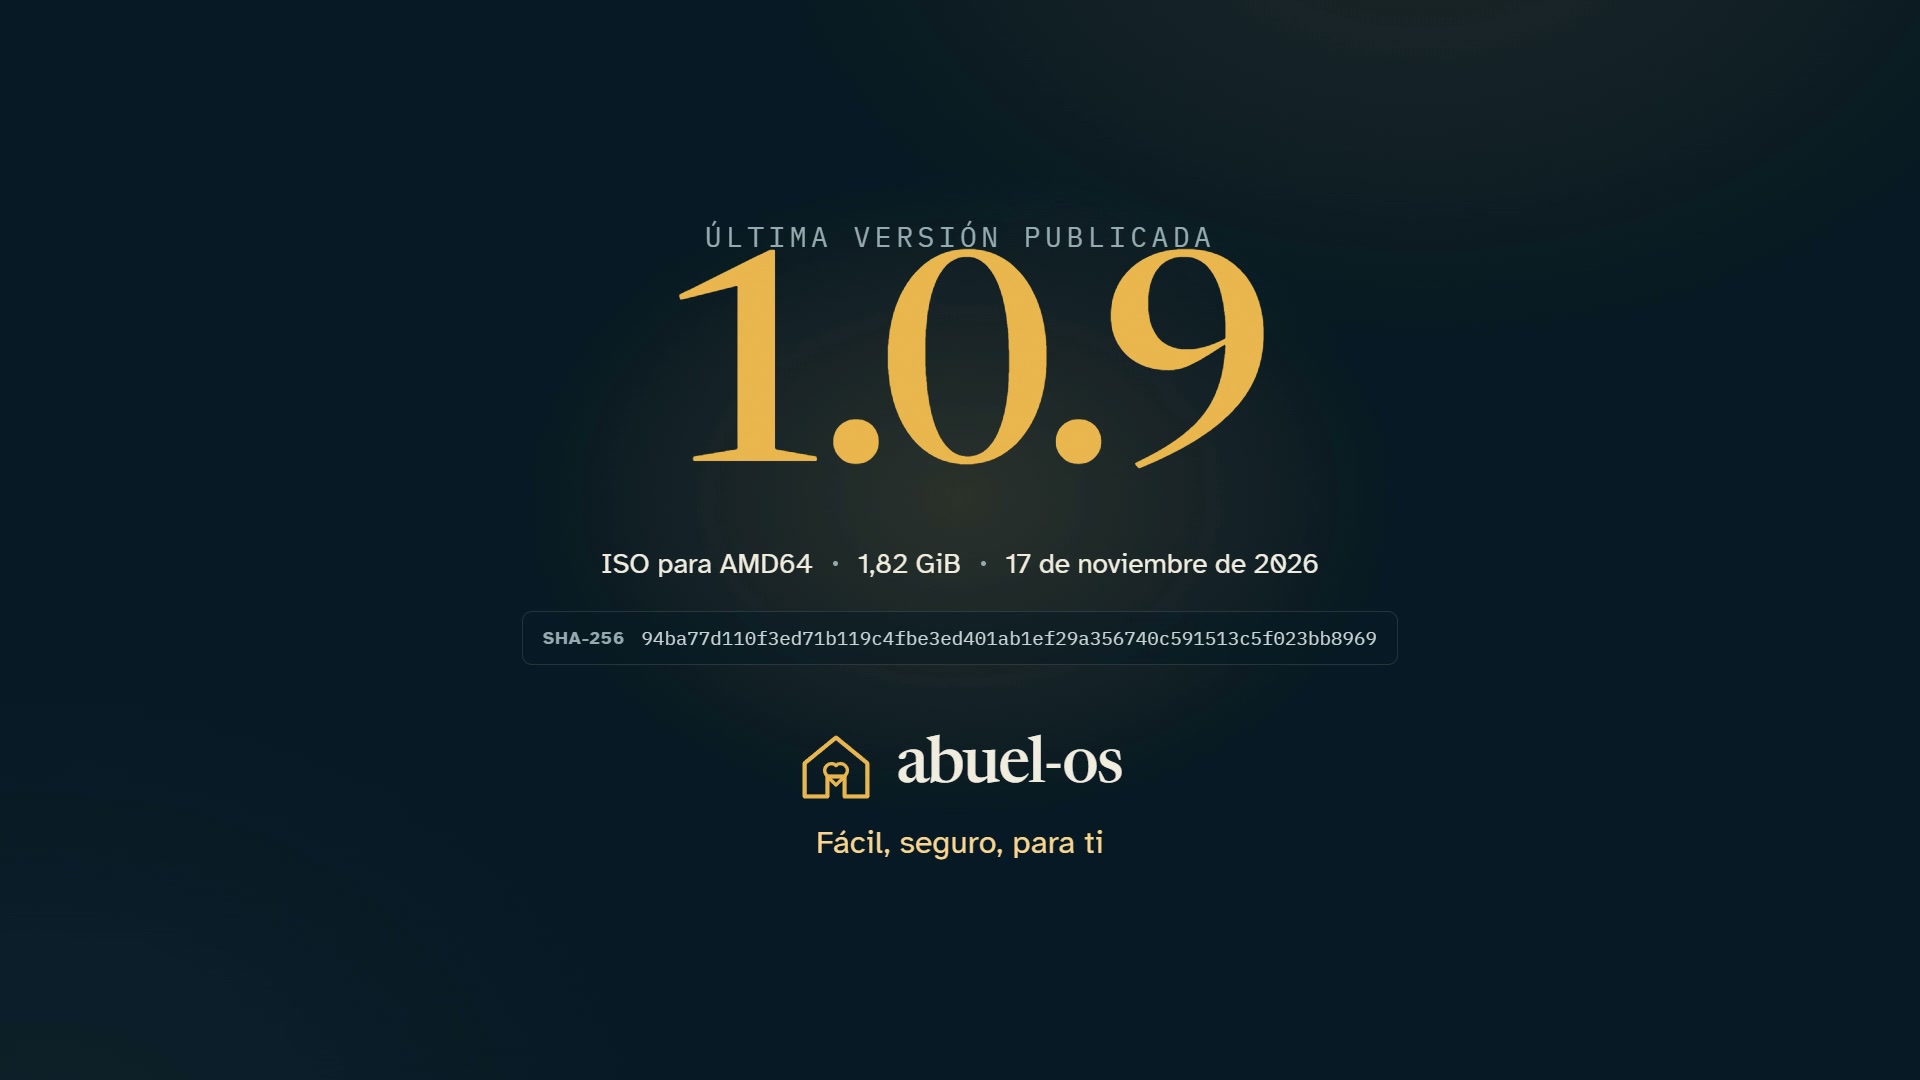 ÚLTIMA VERSIÓN PUBLICADA
1.0.9
ISO para AMD64 · 1,82 GiB · 17 de noviembre de 2026
SHA-256 94ba77d110f3ed71b119c4fbe3ed401ab1ef29a356740c591513c5f023bb8969
abuel-os
Fácil, seguro, para ti